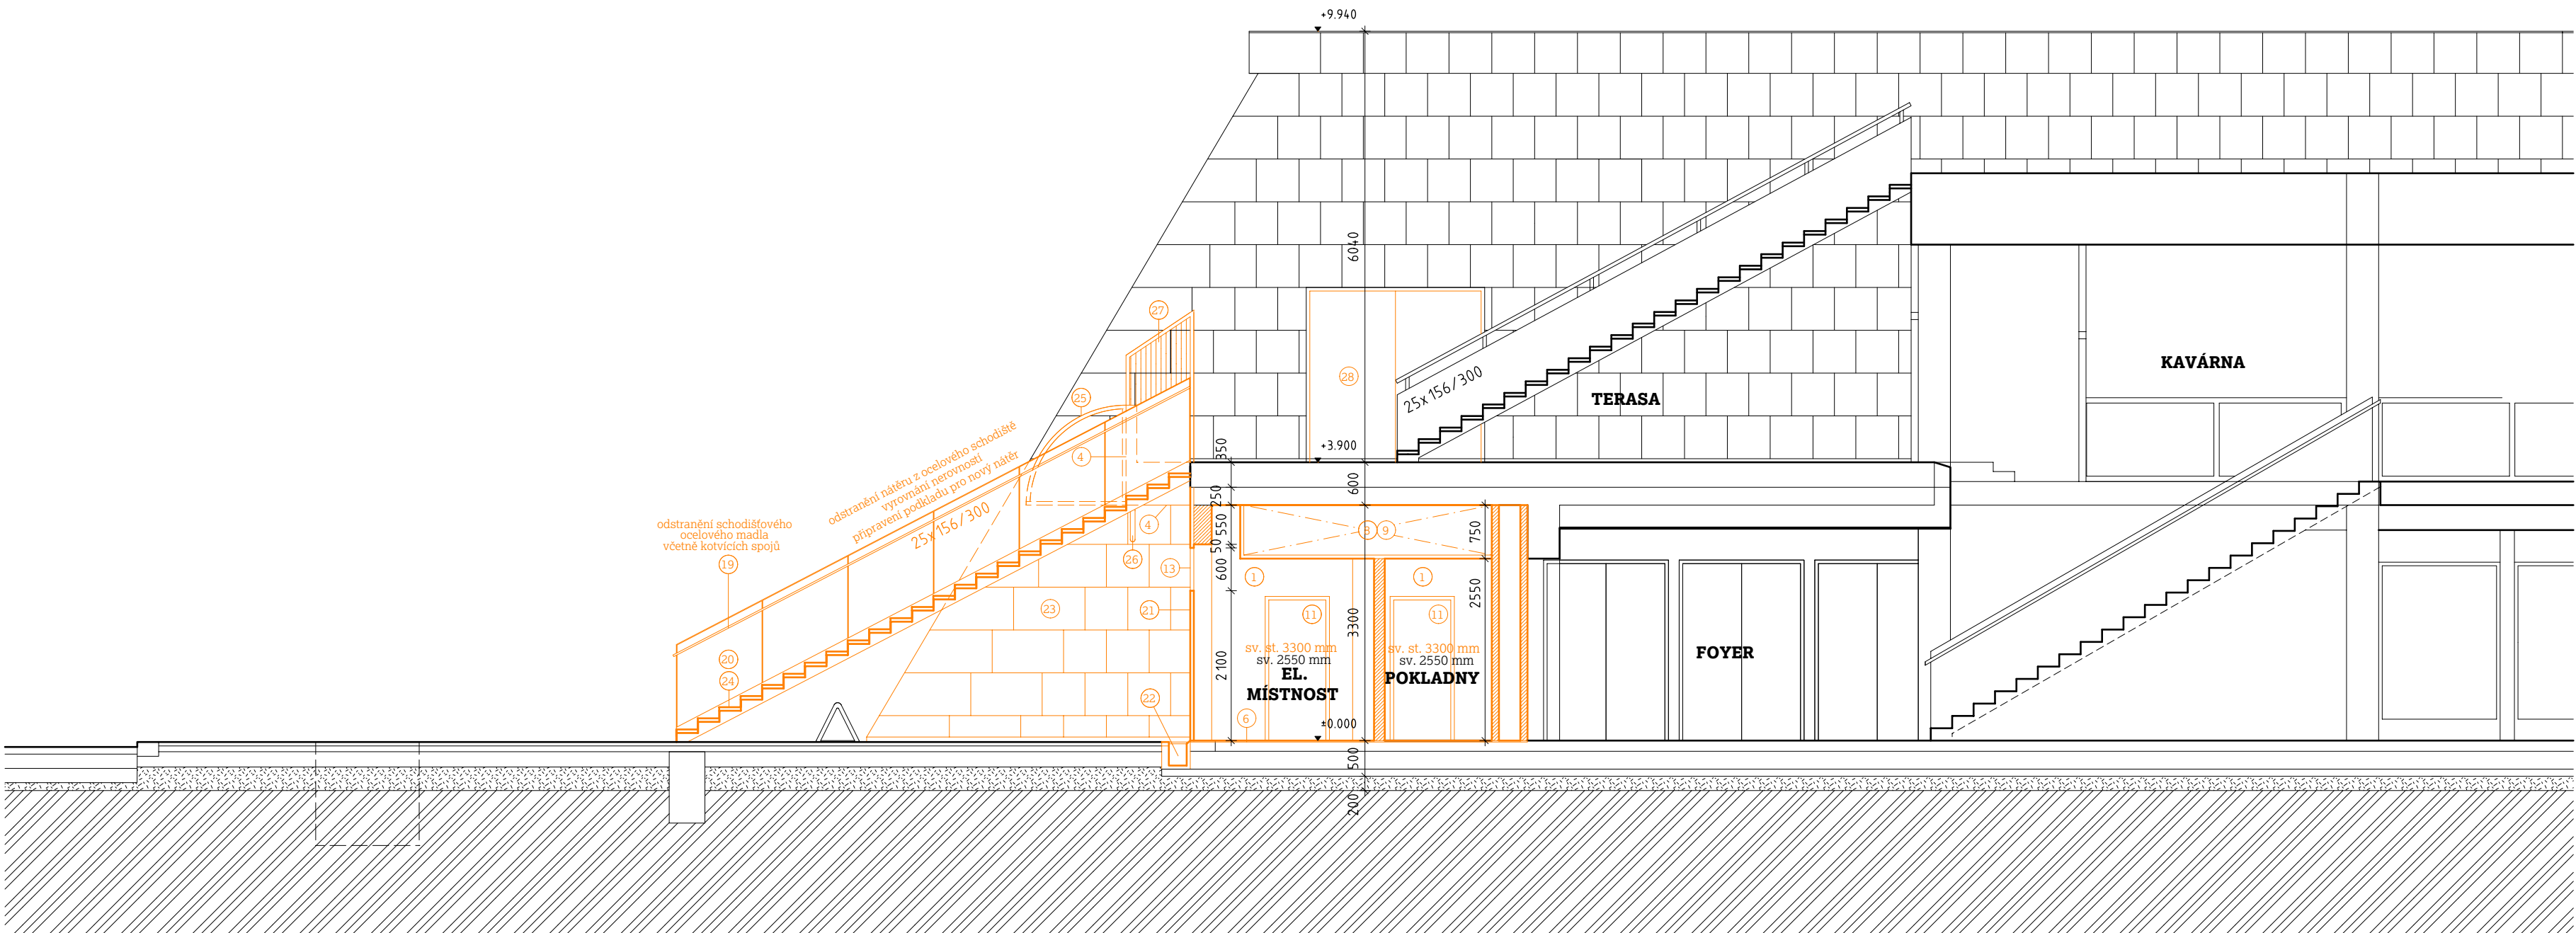 +9.940
6040
27
28
25x 156/300
TERASA
KAVÁRNA
25
odstranění nátěru z ocelového schodiště
vyrovnání nerovností
připravení podkladu pro nový nátěr
25x 156/300
4
350
+3.900
600
250
odstranění schodišťového
ocelového madla
včetně kotvících spojů
19
4
26
550
50
3
9
750
13
600
1
1
2550
23
21
11
11
3300
sv. st. 3300 mm
sv. 2550 mm
EL.
MÍSTNOST
sv. st. 3300 mm
sv. 2550 mm
POKLADNY
FOYER
20
24
2100
22
6
±0.000
500
200